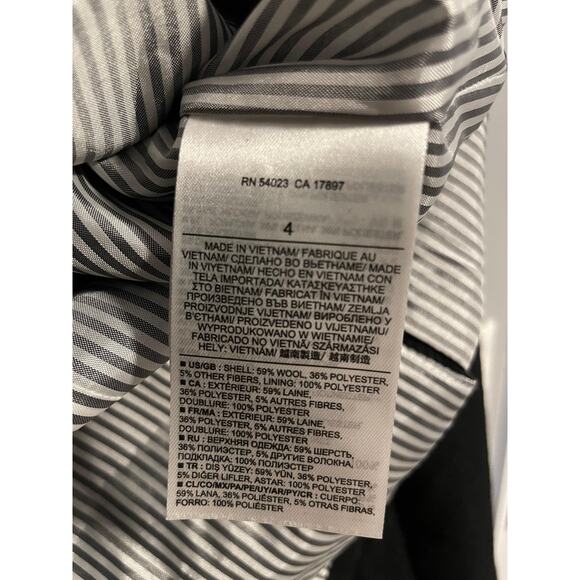 RN 54023 CA 17897
4
MADE IN VIETNAM/ FABRIQUE AU
VIETNAM/ СДЕЛАНО ВО ВЬЕТНАМЕ/ MADE
IN VIYETNAM/ HECHO EN VIETNAM CON
TELA IMPORTADA/ ΚΑΤΑΣΚΕΥΑΣΤΗΚΕ
ΣΤΟ ΒΙΕΤΝΑΜ/ FABRICAT ÎN VIETNAM/
ПРОИЗВЕДЕНО ВЪВ ВИЕТНАМ/ ZEMLJA
PROIZVODNJE VIJETNAM/ ВИРОБЛЕНО У
В'ЄТНАМІ/ PROIZVEDENO U VIJETNAMU/
WYPRODUKOWANO W WIETNAMIE/
FABRICADO NO VIETNÃ/ SZÁRMAZÁSI
HELY: VIETNÁM/ 越南製造/ 越南制造
■ US/GB : SHELL: 59% WOOL, 36% POLYESTER,
5% OTHER FIBERS, LINING: 100% POLYESTER
■ CA : EXTÉRIEUR: 59% LAINE,
36% POLYESTER, 5% AUTRES FIBRES,
DOUBLURE: 100% POLYESTER
■ FR/MA : EXTÉRIEUR: 59% LAINE,
36% POLYESTER, 5% AUTRES FIBRES,
DOUBLURE: 100% POLYESTER
■ RU : ВЕРХНЯЯ ОДЕЖДА: 59% ШЕРСТЬ,
36% ПОЛИЭСТЕР, 5% ДРУГИЕ ВОЛОКНА,
ПОДКЛАДКА: 100% ПОЛИЭСТЕР
■ TR : DIŞ YÜZEY: 59% YÜN, 36% POLYESTER,
5% DİĞER LIFLER, ASTAR: 100% POLYESTER
■ CL/CO/MX/PA/PE/UY/AR/PY/CR : CUERPO:
59% LANA, 36% POLIÉSTER, 5% OTRAS FIBRAS,
FORRO: 100% POLIÉSTER